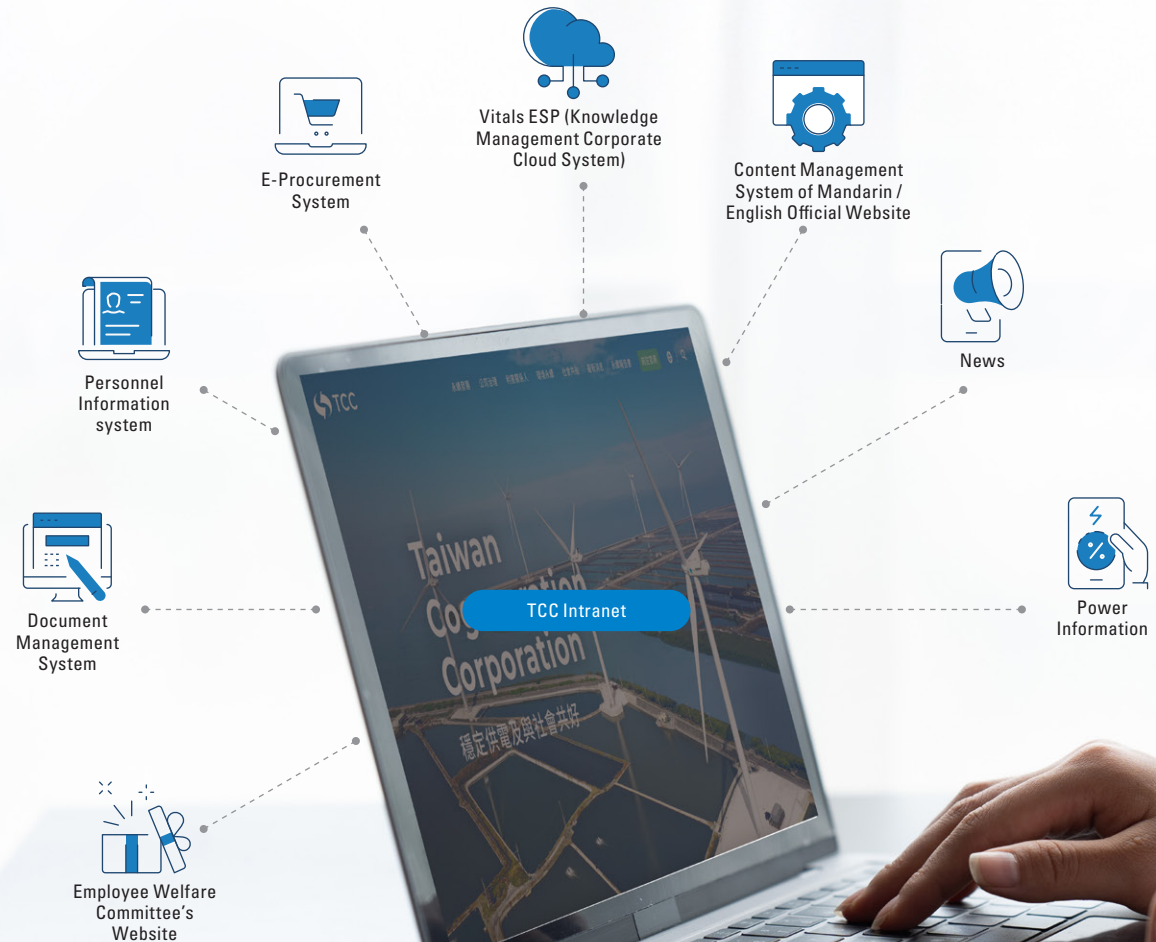 Vitals ESP (Knowledge
Management Corporate
Cloud System)
E-Procurement
System
Content Management
System of Mandarin /
English Official Website
Personnel
Information
system
News
TCC
Taiwan
Corporation
穩定供電及與社會共好
TCC Intranet
Document
Management
System
Power
Information
Employee Welfare
Committee's
Website